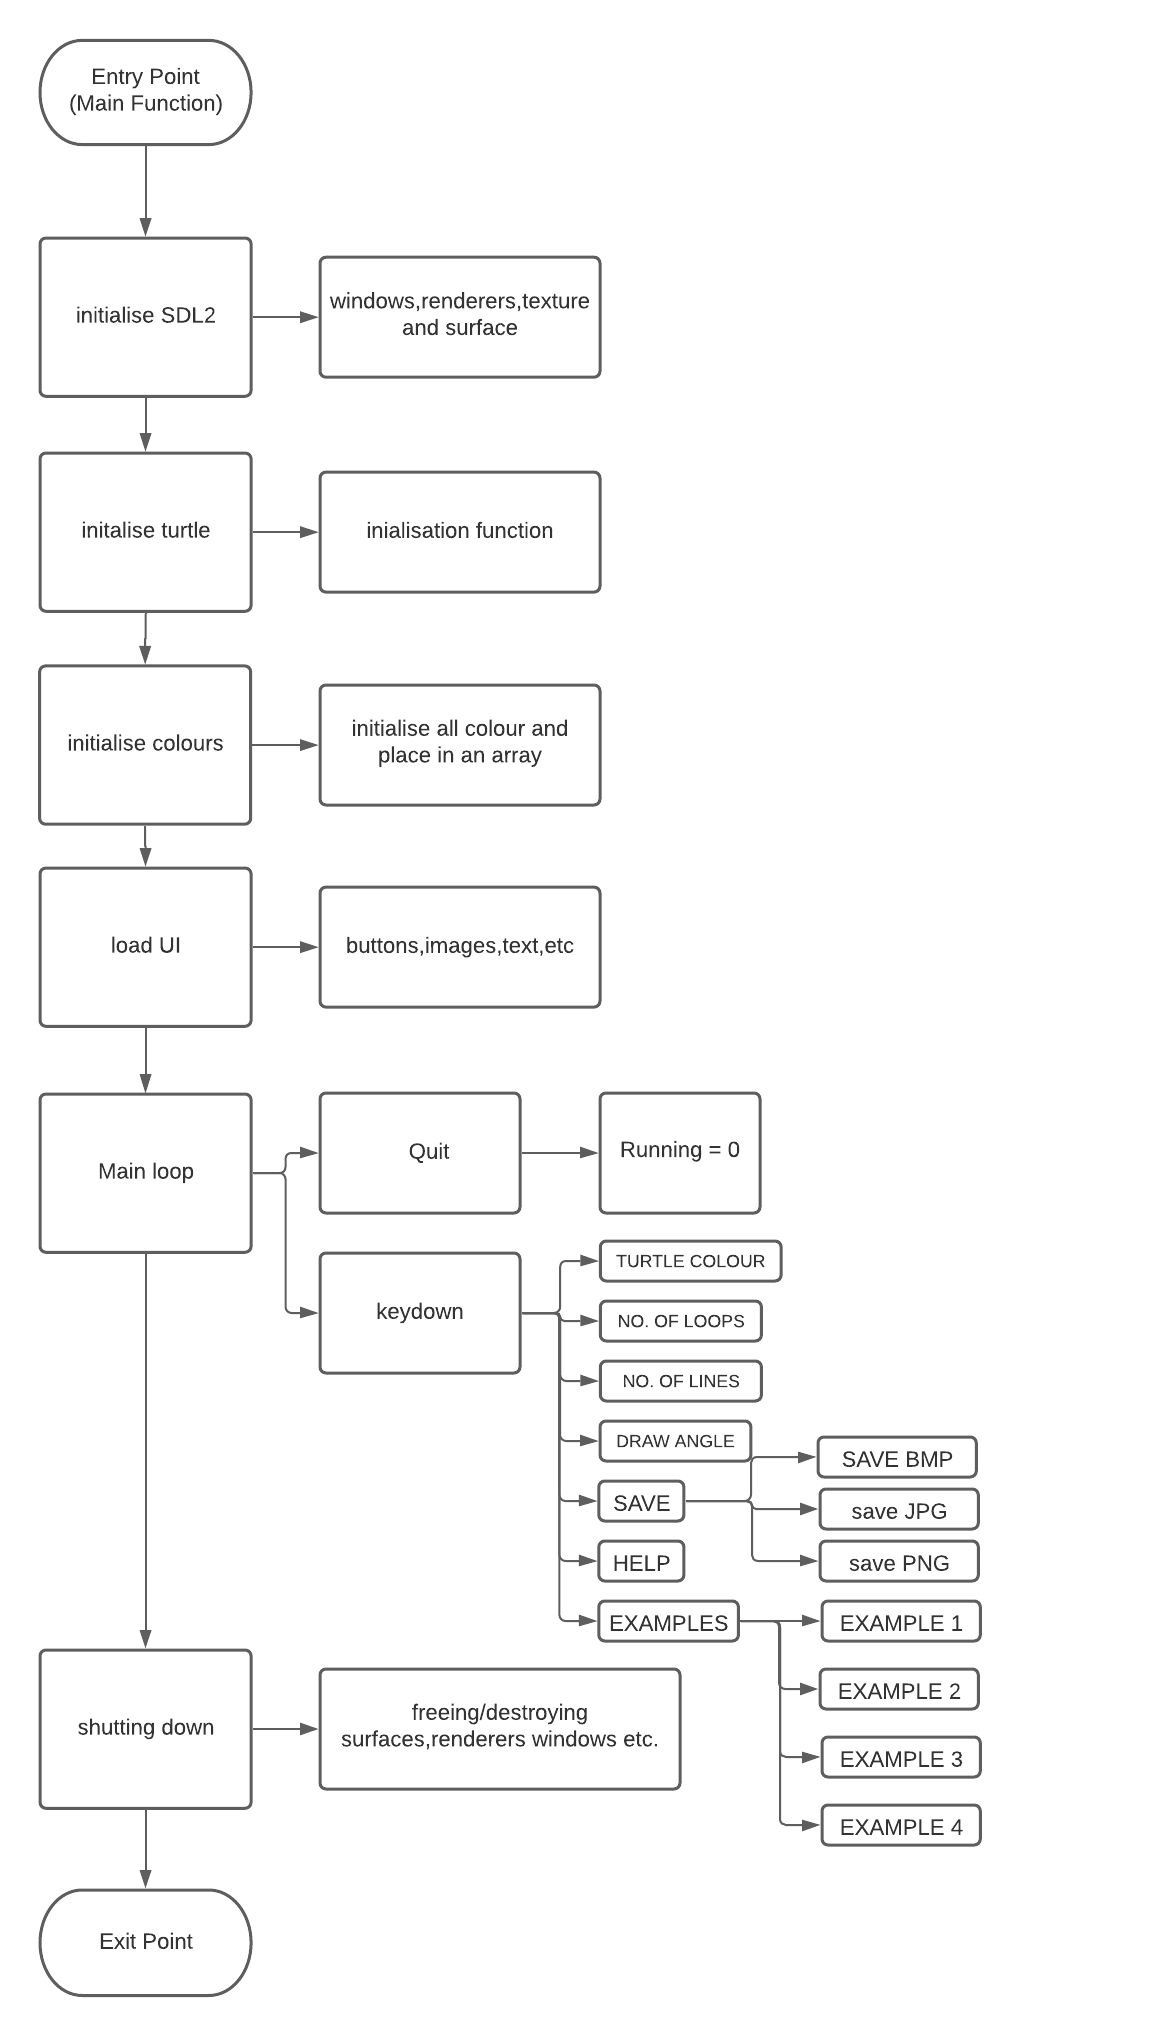 Entry Point
(Main Function)
initialise SDL2
windows,renderers,texture
and surface
initalise turtle
inialisation function
initialise colours
initialise all colour and
place in an array
load UI
buttons,images,text,etc
Main loop
Quit
Running = 0
keydown
TURTLE COLOUR
NO. OF LOOPS
NO. OF LINES
DRAW ANGLE
SAVE
SAVE BMP
save JPG
save PNG
HELP
EXAMPLES
EXAMPLE 1
EXAMPLE 2
EXAMPLE 3
EXAMPLE 4
shutting down
freeing/destroying
surfaces,renderers windows etc.
Exit Point